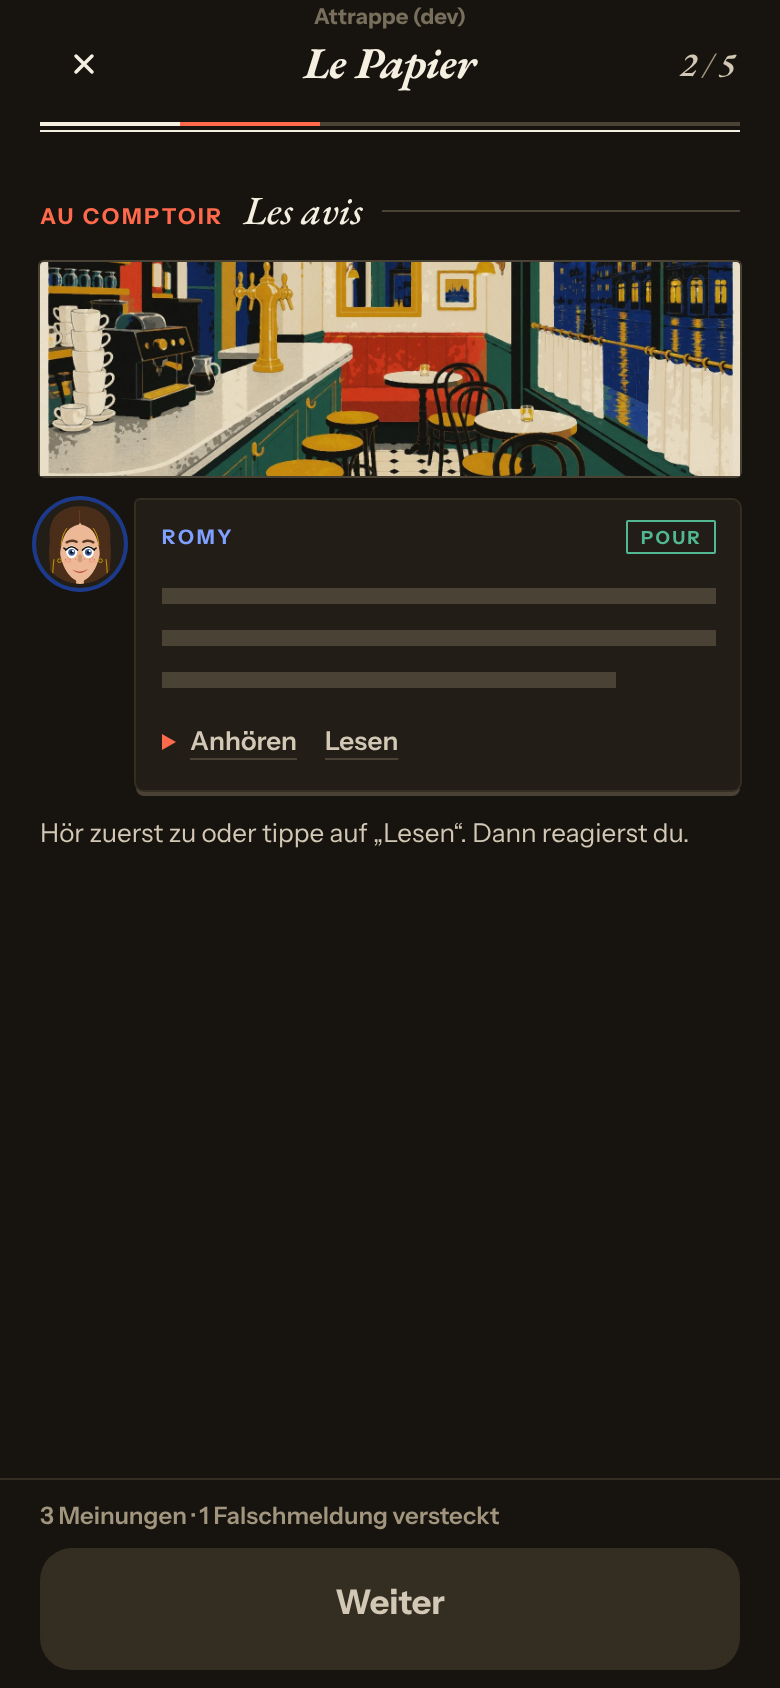 Attrappe (dev)
Le Papier
2/5
AU COMPTOIR Les avis
ROMY
POUR
Anhören Lesen
Hör zuerst zu oder tippe auf „Lesen“. Dann reagierst du.
3 Meinungen · 1 Falschmeldung versteckt
Weiter